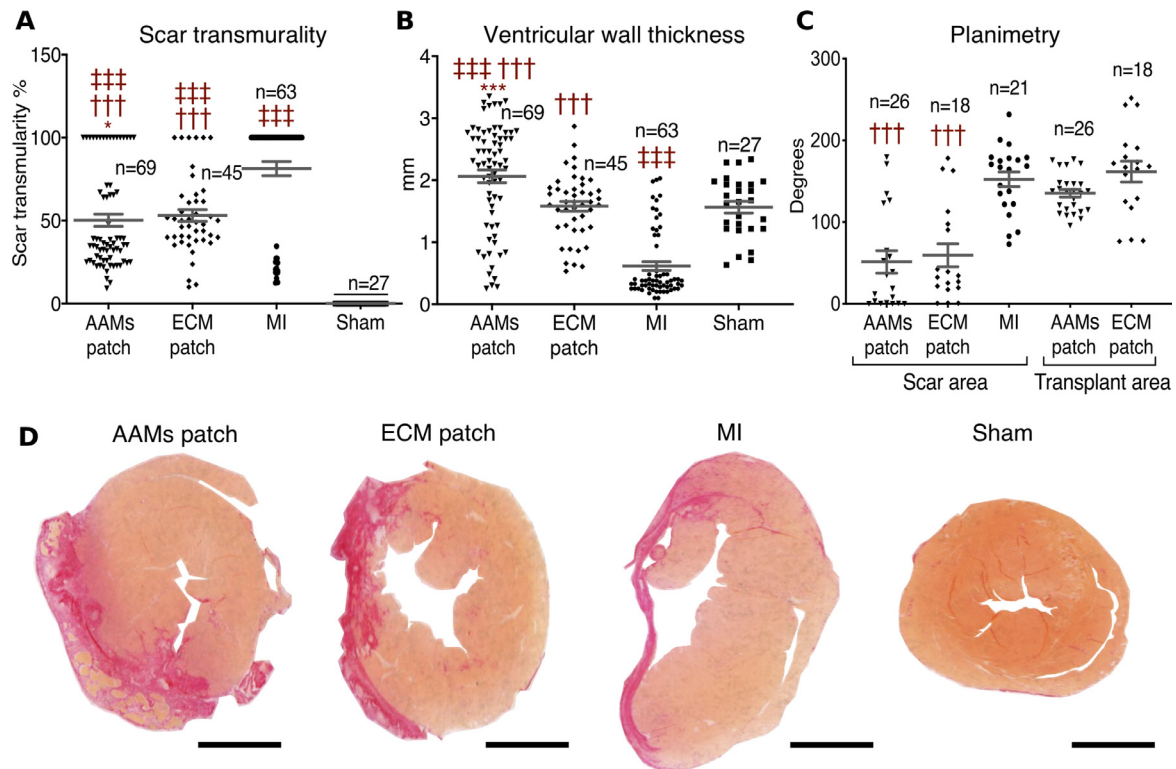 A
Scar transmurality
Scar transmurality %
150
100
50
0
‡‡‡
‡‡‡
†††
*
n=69
‡‡‡
‡‡‡
†††
n=45
n=63
‡‡‡
n=27
AAMs patch
ECM patch
MI
Sham
B
Ventricular wall thickness
mm
4
3
2
1
0
‡‡‡ †††
‡‡‡
***
n=69
†††
n=45
n=63
‡‡‡
n=27
AAMs patch
ECM patch
MI
Sham
C
Planimetry
Degrees
300
200
100
0
n=26
†††
n=18
†††
n=21
n=26
n=18
AAMs patch
ECM patch
MI
AAMs patch
ECM patch
Scar area
Transplant area
D
AAMs patch
ECM patch
MI
Sham